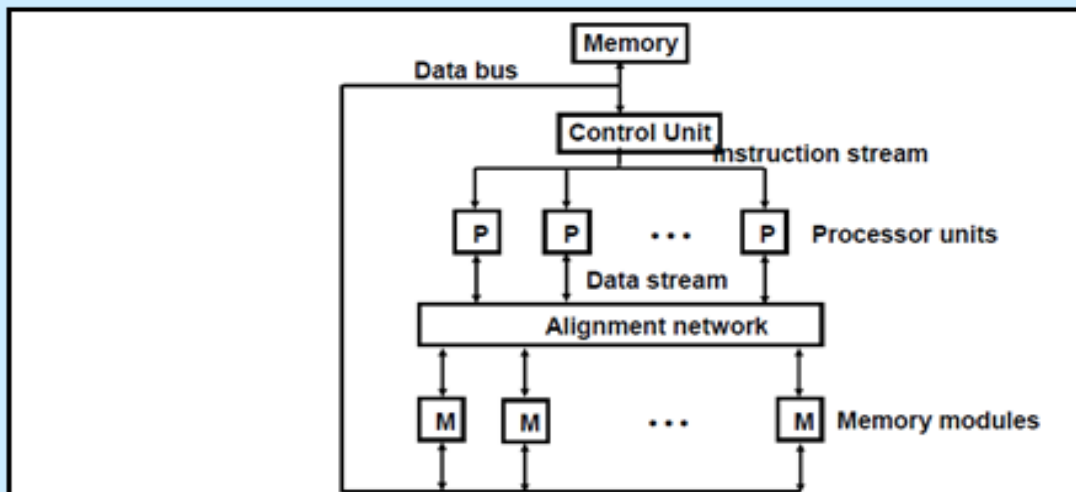 Memory
Data bus
Control Unit
Instruction stream
P P ... P Processor units
Data stream
Alignment network
M M ... M Memory modules